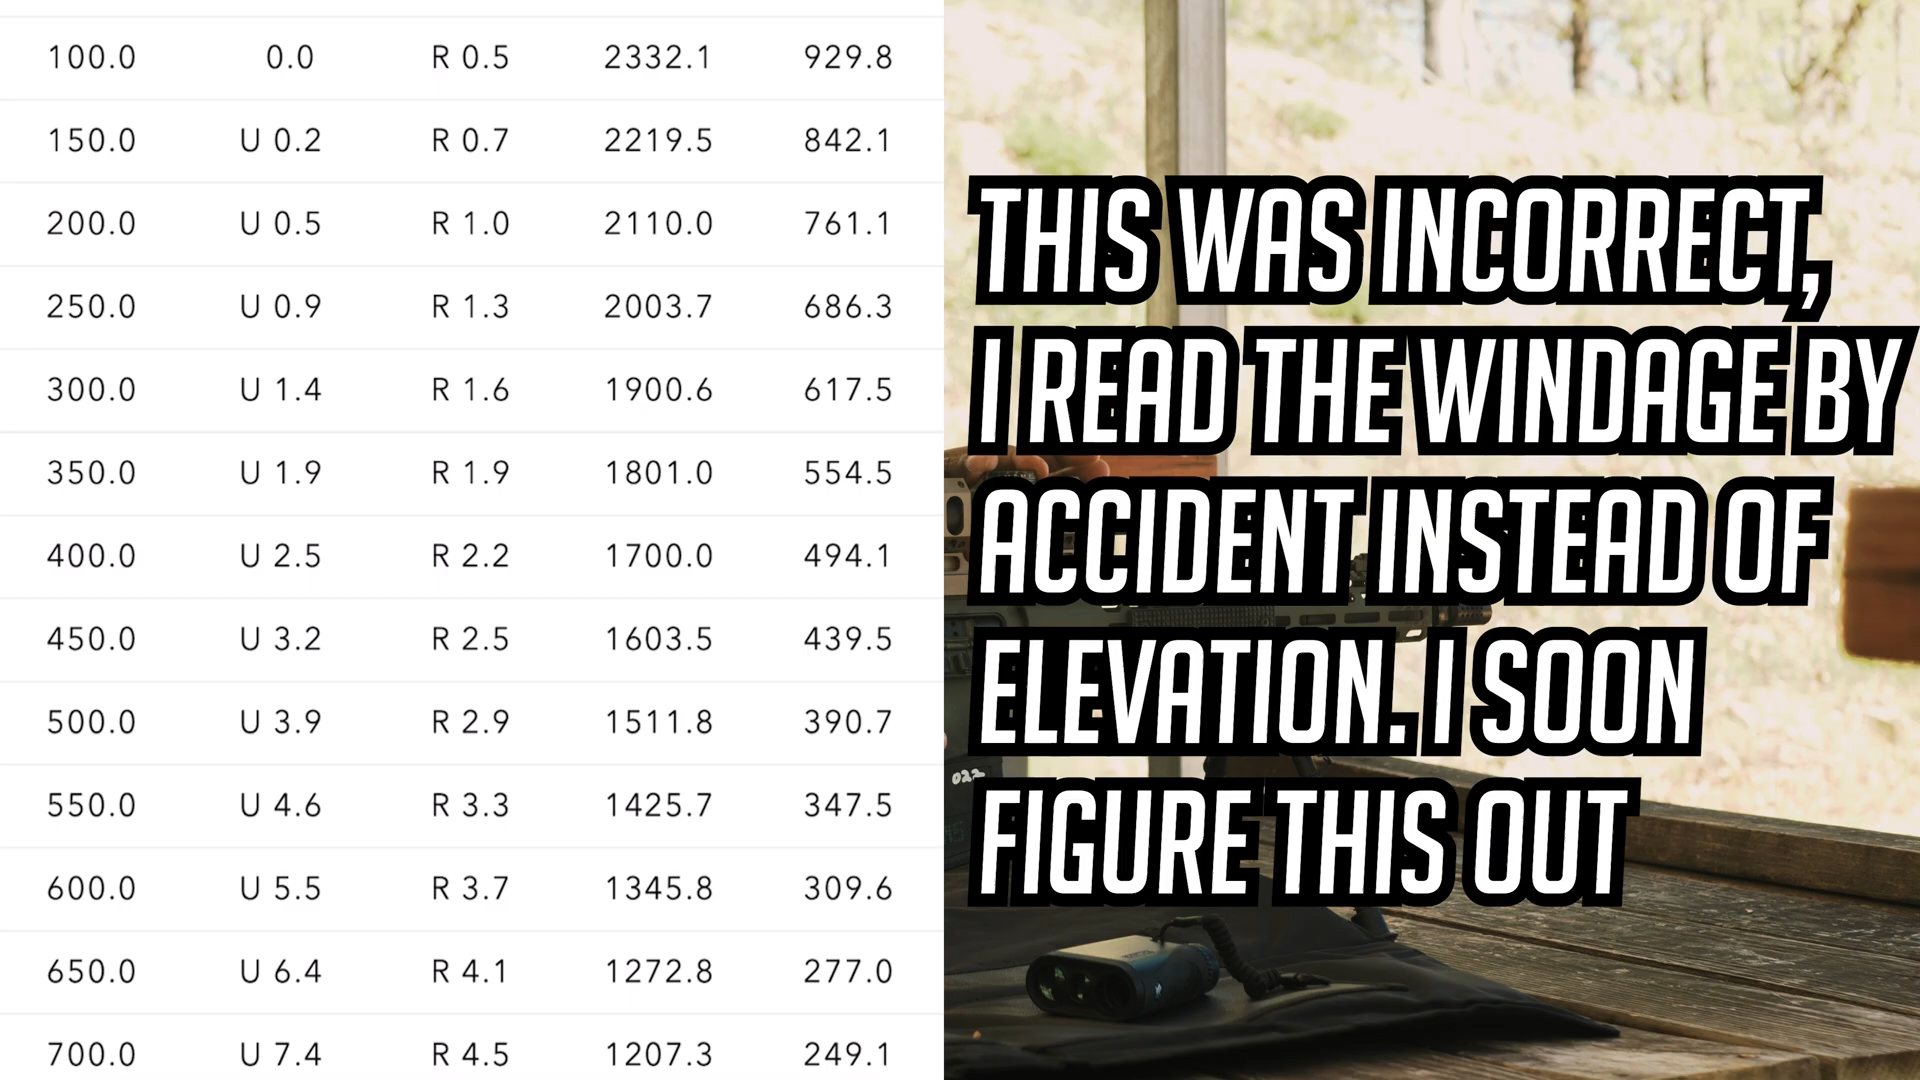 100.0 0.0 R 0.5 2332.1 929.8
150.0 U 0.2 R 0.7 2219.5 842.1
200.0 U 0.5 R 1.0 2110.0 761.1
250.0 U 0.9 R 1.3 2003.7 686.3
300.0 U 1.4 R 1.6 1900.6 617.5
350.0 U 1.9 R 1.9 1801.0 554.5
400.0 U 2.5 R 2.2 1700.0 494.1
450.0 U 3.2 R 2.5 1603.5 439.5
500.0 U 3.9 R 2.9 1511.8 390.7
550.0 U 4.6 R 3.3 1425.7 347.5
600.0 U 5.5 R 3.7 1345.8 309.6
650.0 U 6.4 R 4.1 1272.8 277.0
700.0 U 7.4 R 4.5 1207.3 249.1
THIS WAS INCORRECT,
I READ THE WINDAGE BY
ACCIDENT INSTEAD OF
ELEVATION. I SOON
FIGURE THIS OUT
022